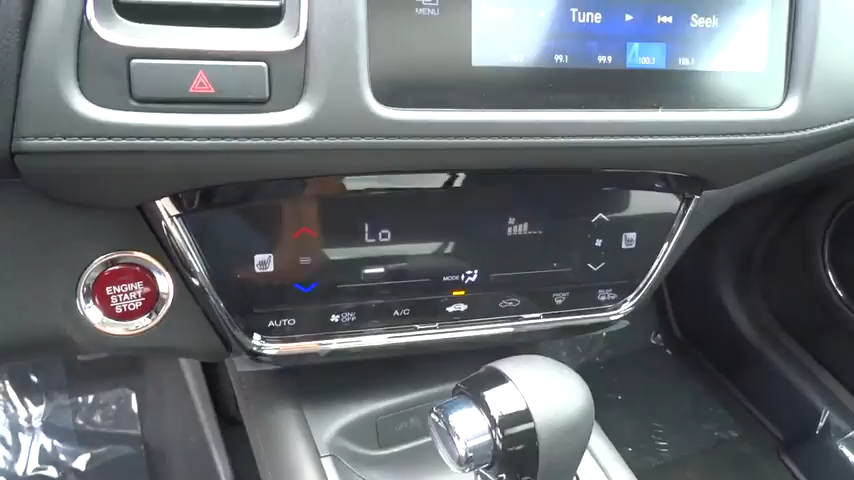 MENU
Tune
Seek
99.1
99.9
100.3
106.1
Lo
ENGINE
START
STOP
MODE
AUTO
ON/
OFF
A/C
FRONT
REAR
OFF